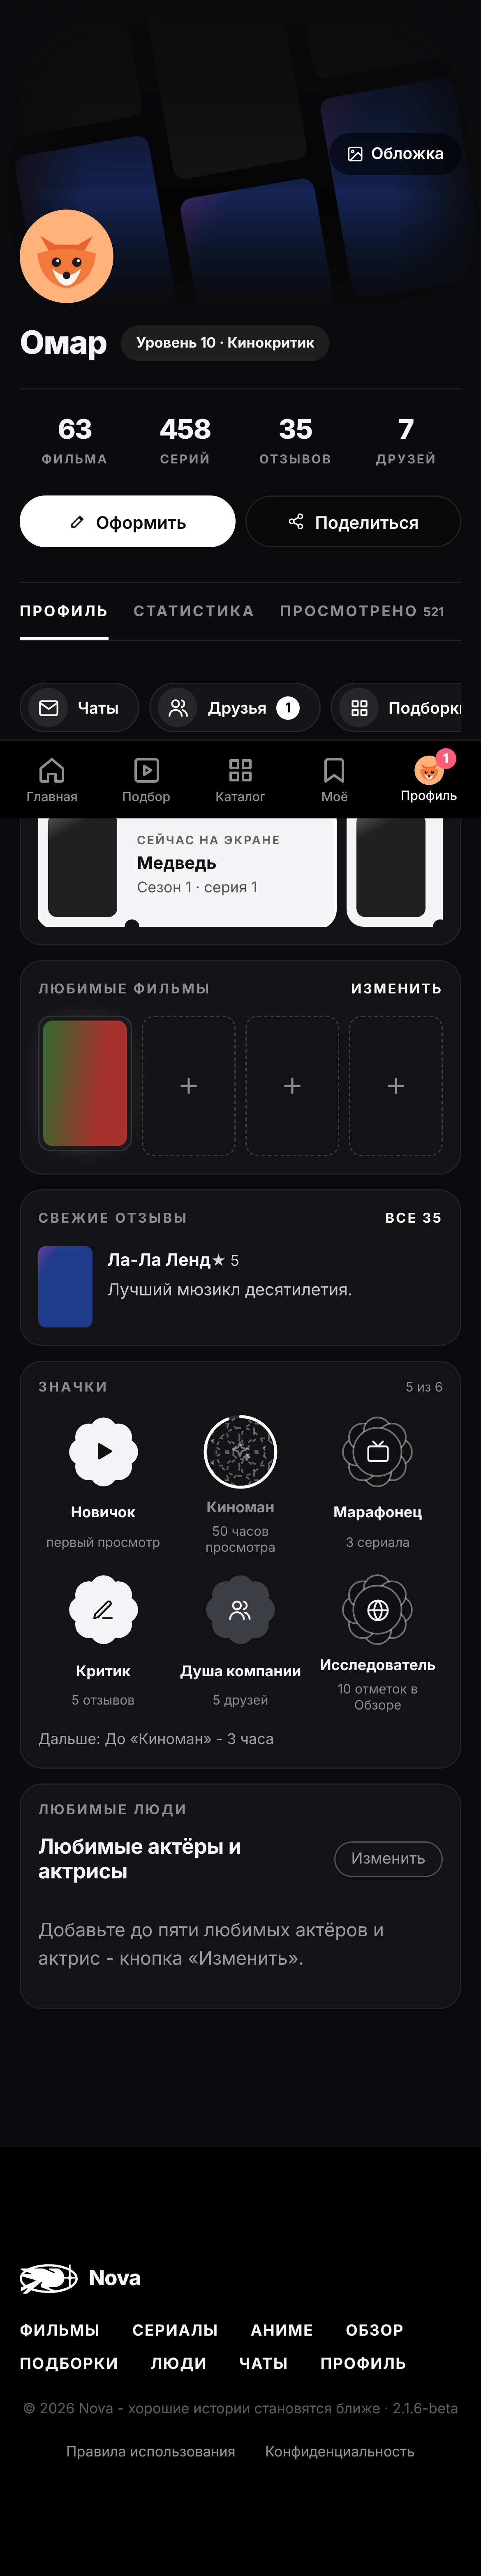 Обложка
Омар
Уровень 10 · Кинокритик
63 458 35 7
ФИЛЬМА СЕРИЙ ОТЗЫВОВ ДРУЗЕЙ
Оформить Поделиться
ПРОФИЛЬ СТАТИСТИКА ПРОСМОТРЕНО 521
Чаты Друзья 1 Подборки
1
Главная Подбор Каталог Моё Профиль
СЕЙЧАС НА ЭКРАНЕ
Медведь
Сезон 1 · серия 1
ЛЮБИМЫЕ ФИЛЬМЫ ИЗМЕНИТЬ
СВЕЖИЕ ОТЗЫВЫ ВСЕ 35
Ла-Ла Ленд★ 5
Лучший мюзикл десятилетия.
ЗНАЧКИ 5 из 6
Новичок
первый просмотр
Киноман
50 часов
просмотра
Марафонец
3 сериала
Критик
5 отзывов
Душа компании
5 друзей
Исследователь
10 отметок в
Обзоре
Дальше: До «Киноман» - 3 часа
ЛЮБИМЫЕ ЛЮДИ
Любимые актёры и
актрисы
Изменить
Добавьте до пяти любимых актёров и
актрис - кнопка «Изменить».
Nova
ФИЛЬМЫ СЕРИАЛЫ АНИМЕ ОБЗОР
ПОДБОРКИ ЛЮДИ ЧАТЫ ПРОФИЛЬ
© 2026 Nova - хорошие истории становятся ближе · 2.1.6-beta
Правила использования Конфиденциальность